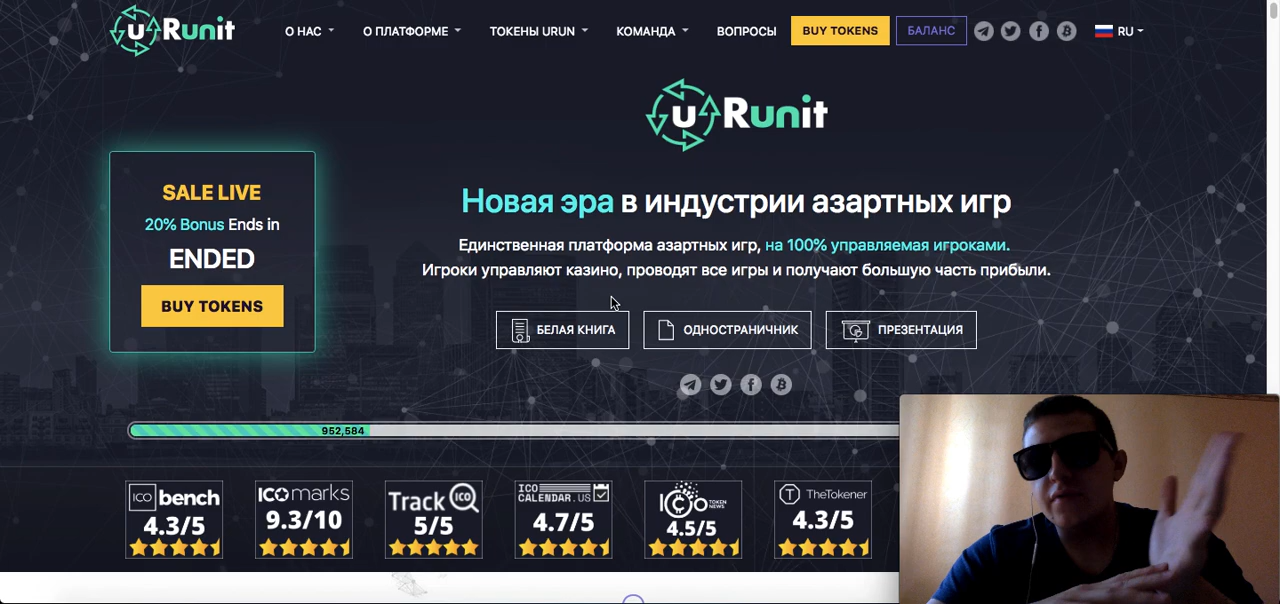 uRunit
О НАС
О ПЛАТФОРМЕ
ТОКЕНЫ URUN
КОМАНДА
ВОПРОСЫ
BUY TOKENS
БАЛАНС
RU
uRunit
SALE LIVE
20% Bonus Ends in
ENDED
BUY TOKENS
Новая эра в индустрии азартных игр
Единственная платформа азартных игр, на 100% управляемая игроками.
Игроки управляют казино, проводят все игры и получают большую часть прибыли.
БЕЛАЯ КНИГА
ОДНОСТРАНИЧНИК
ПРЕЗЕНТАЦИЯ
952,584
ICO bench
4.3/5
ICOmarks
9.3/10
Track ICO
5/5
ICO
CALENDAR.US
4.7/5
ICO TOKEN NEWS
4.5/5
T TheTokener
4.3/5